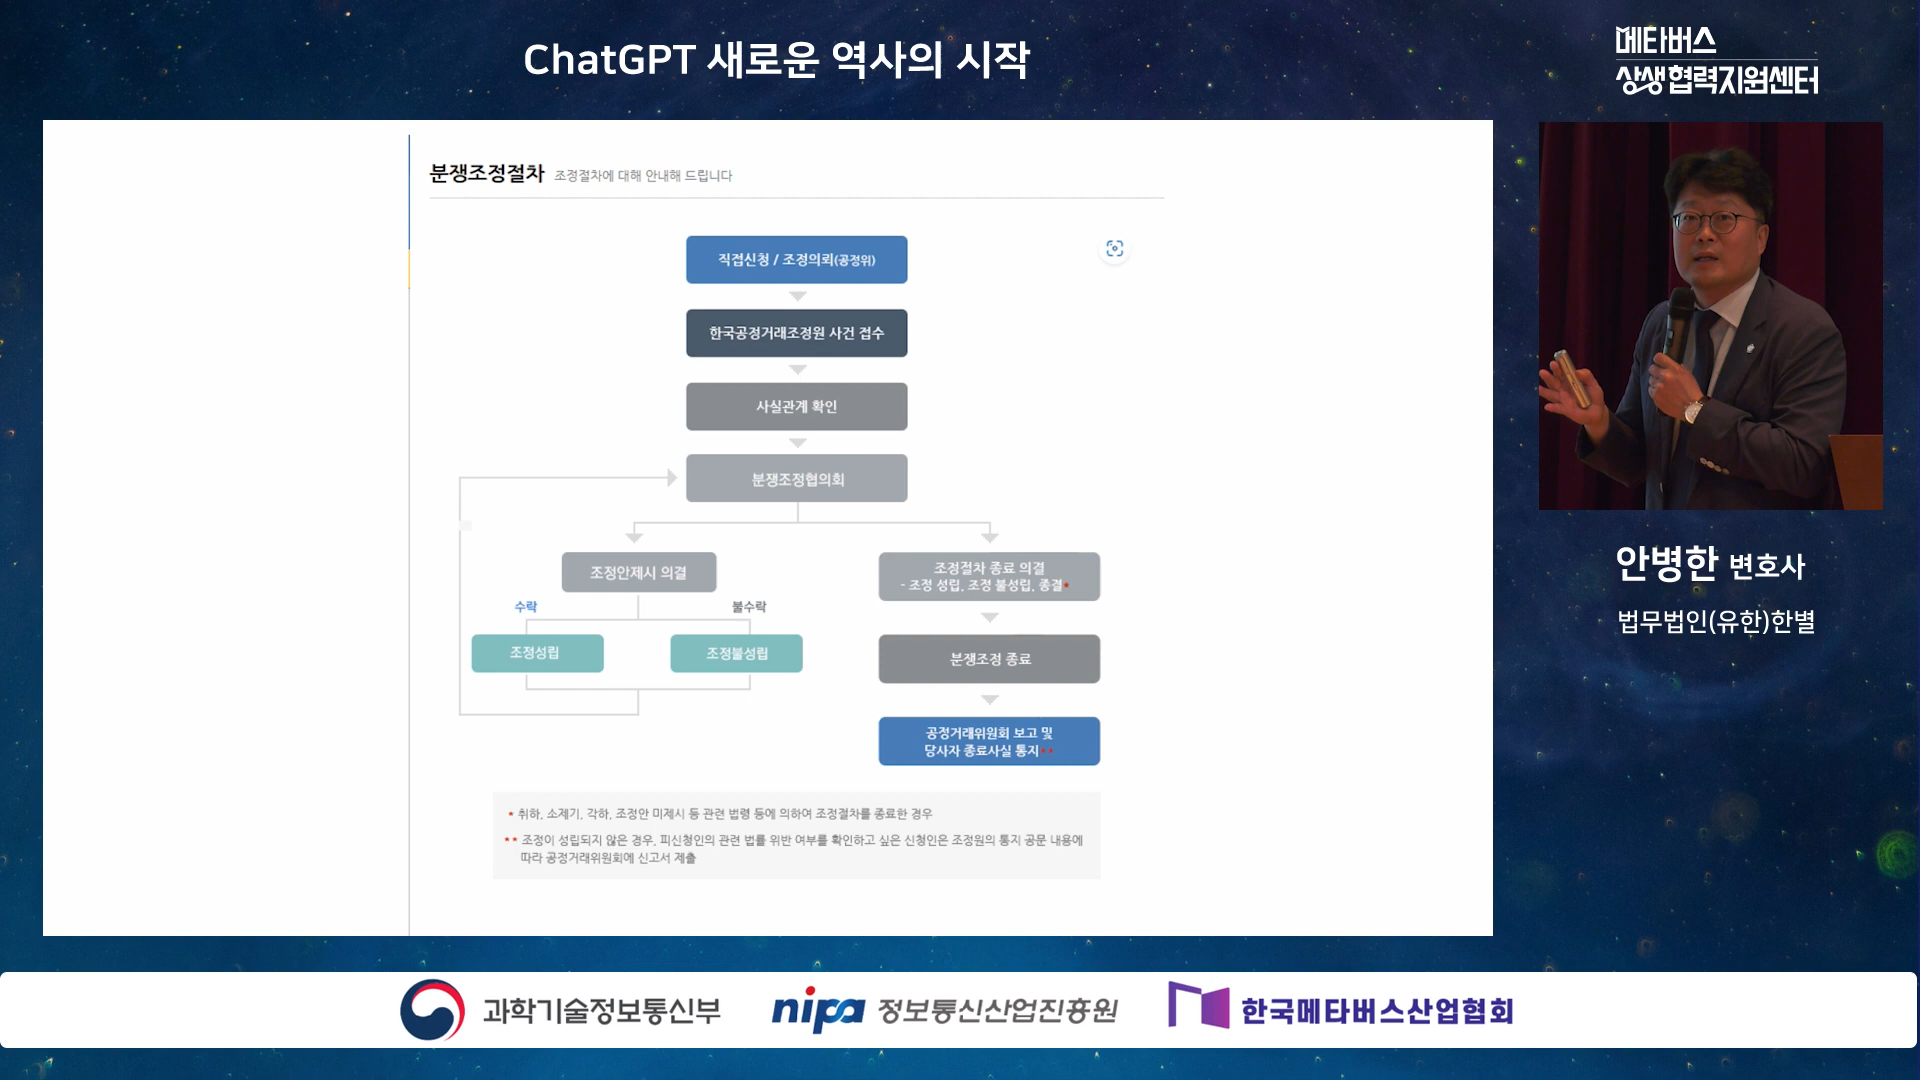 ChatGPT 새로운 역사의 시작
메타버스
상생협력지원센터
분쟁조정절차 조정절차에 대해 안내해 드립니다
직접신청 / 조정의뢰(공정위)
한국공정거래조정원 사건 접수
사실관계 확인
분쟁조정협의회
조정안제시 의결
수락
불수락
조정성립
조정불성립
조정절차 종료 의결
- 조정 성립, 조정 불성립, 종결*
분쟁조정 종료
공정거래위원회 보고 및
당사자 종료사실 통지**
* 취하, 소제기, 각하, 조정안 미제시 등 관련 법령 등에 의하여 조정절차를 종료한 경우
** 조정이 성립되지 않은 경우, 피신청인의 관련 법률 위반 여부를 확인하고 싶은 신청인은 조정원의 통지 공문 내용에
따라 공정거래위원회에 신고서 제출
안병한 변호사
법무법인(유한)한별
과학기술정보통신부
nipa 정보통신산업진흥원
한국메타버스산업협회